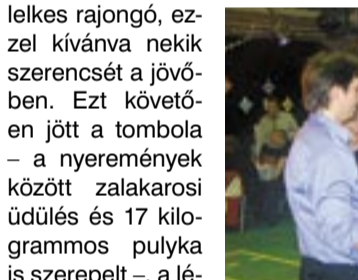 lelkes rajongó, ez-
zel kívánva nekik
szerencsét a jövő-
ben. Ezt követő-
en jött a tombola
– a nyeremények
között zalakarosi
üdülés és 17 kilo-
grammos pulyka
is szerepelt –, a lé-